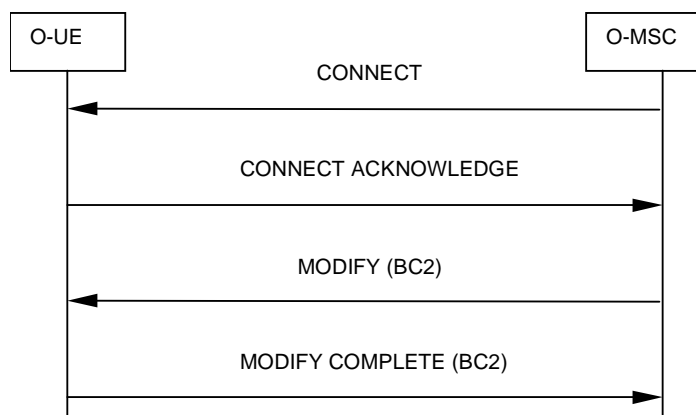 O-UE
O-MSC
CONNECT
CONNECT ACKNOWLEDGE
MODIFY (BC2)
MODIFY COMPLETE (BC2)